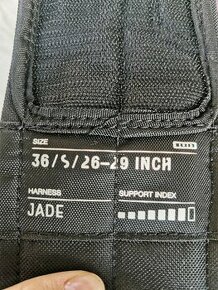 SIZE
36/S/26-29 INCH
HARNESS
SUPPORT INDEX
JADE